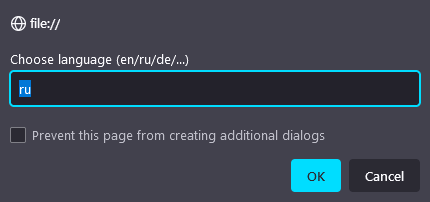 file://
Choose language (en/ru/de/...)
ru
Prevent this page from creating additional dialogs
OK Cancel